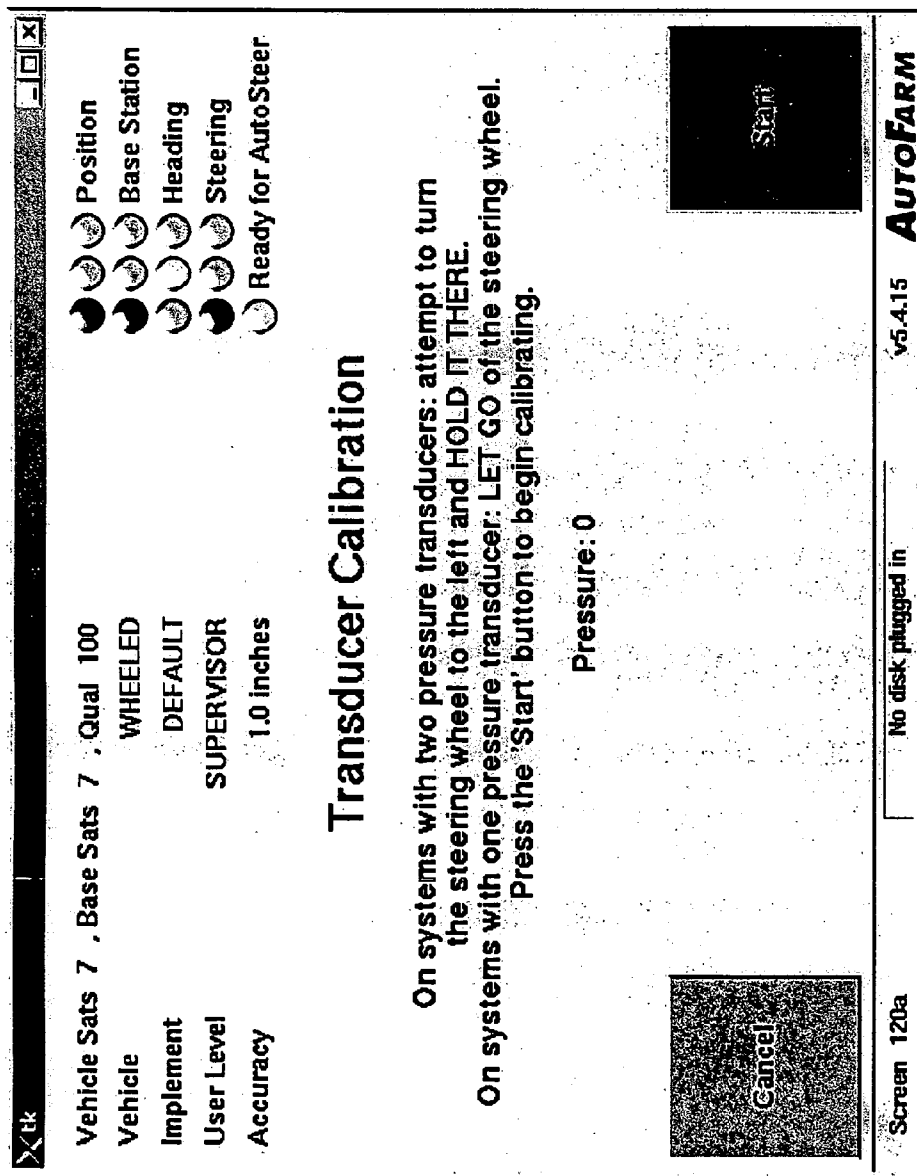 tk
Vehicle Sats 7 , Base Sats 7 , Qual 100
Position
Vehicle WHEELED
Base Station
Implement DEFAULT
Heading
User Level SUPERVISOR
Steering
Accuracy 1.0 inches
Ready for AutoSteer
Transducer Calibration
On systems with two pressure transducers: attempt to turn
the steering wheel to the left and HOLD IT THERE.
On systems with one pressure transducer: LET GO of the steering wheel.
Press the 'Start' button to begin calibrating.
Pressure: 0
Cancel
Start
Screen 120a
No disk plugged in
v5.4.15
AUTOFARM